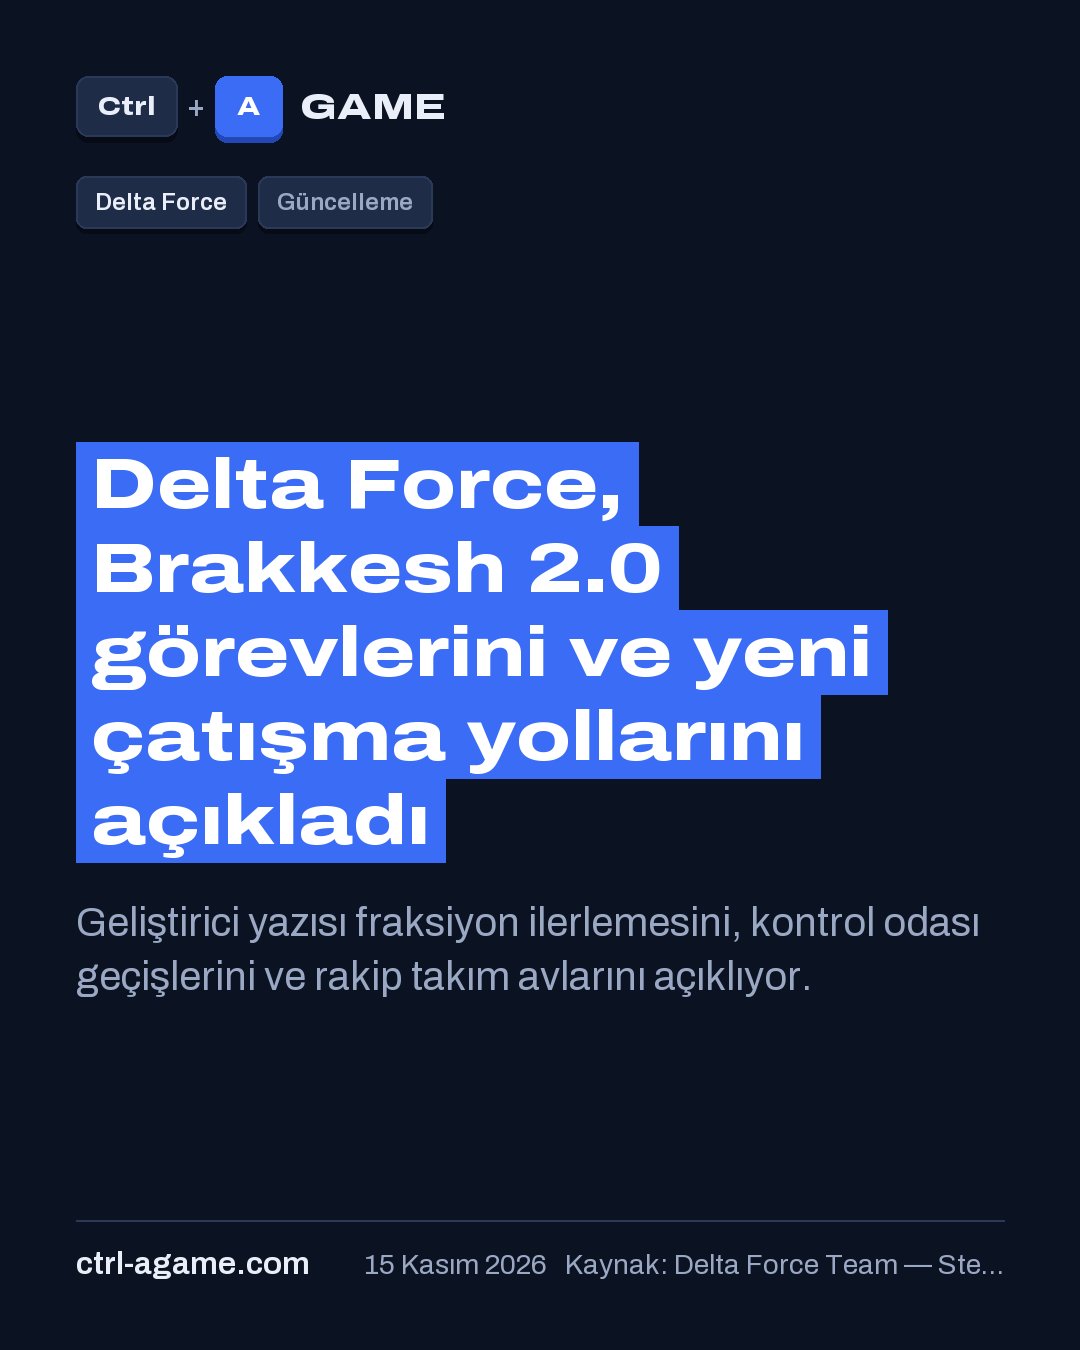 Ctrl + A GAME
Delta Force Güncelleme
Delta Force,
Brakkesh 2.0
görevlerini ve yeni
çatışma yollarını
açıkladı
Geliştirici yazısı fraksiyon ilerlemesini, kontrol odası
geçişlerini ve rakip takım avlarını açıklıyor.
ctrl-agame.com 15 Kasım 2026 Kaynak: Delta Force Team — Ste…